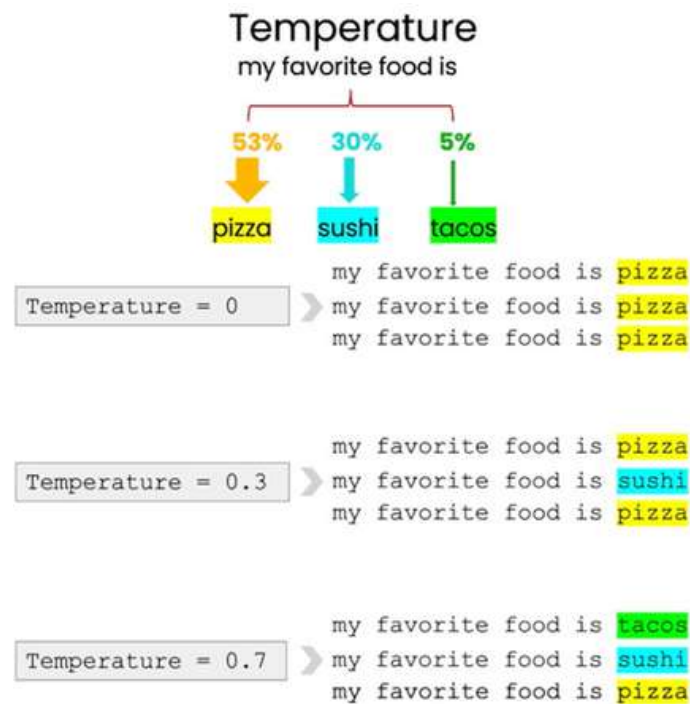 Temperature
my favorite food is
53% 30% 5%
pizza sushi tacos
my favorite food is pizza
Temperature = 0
my favorite food is pizza
my favorite food is pizza
my favorite food is pizza
Temperature = 0.3
my favorite food is sushi
my favorite food is pizza
my favorite food is tacos
Temperature = 0.7
my favorite food is sushi
my favorite food is pizza